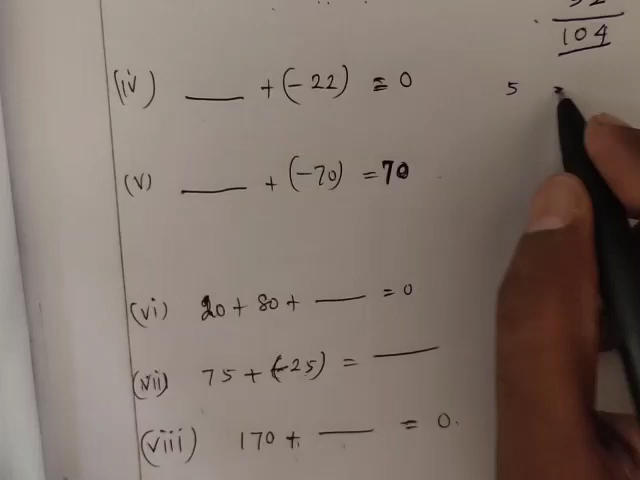 104
(iv) ___ + (-22) = 0
5 =
(v) ___ + (-70) = 70
(vi) 20 + 80 + ___ = 0
(vii) 75 + (-25) = ___
(viii) 170 + ___ = 0.